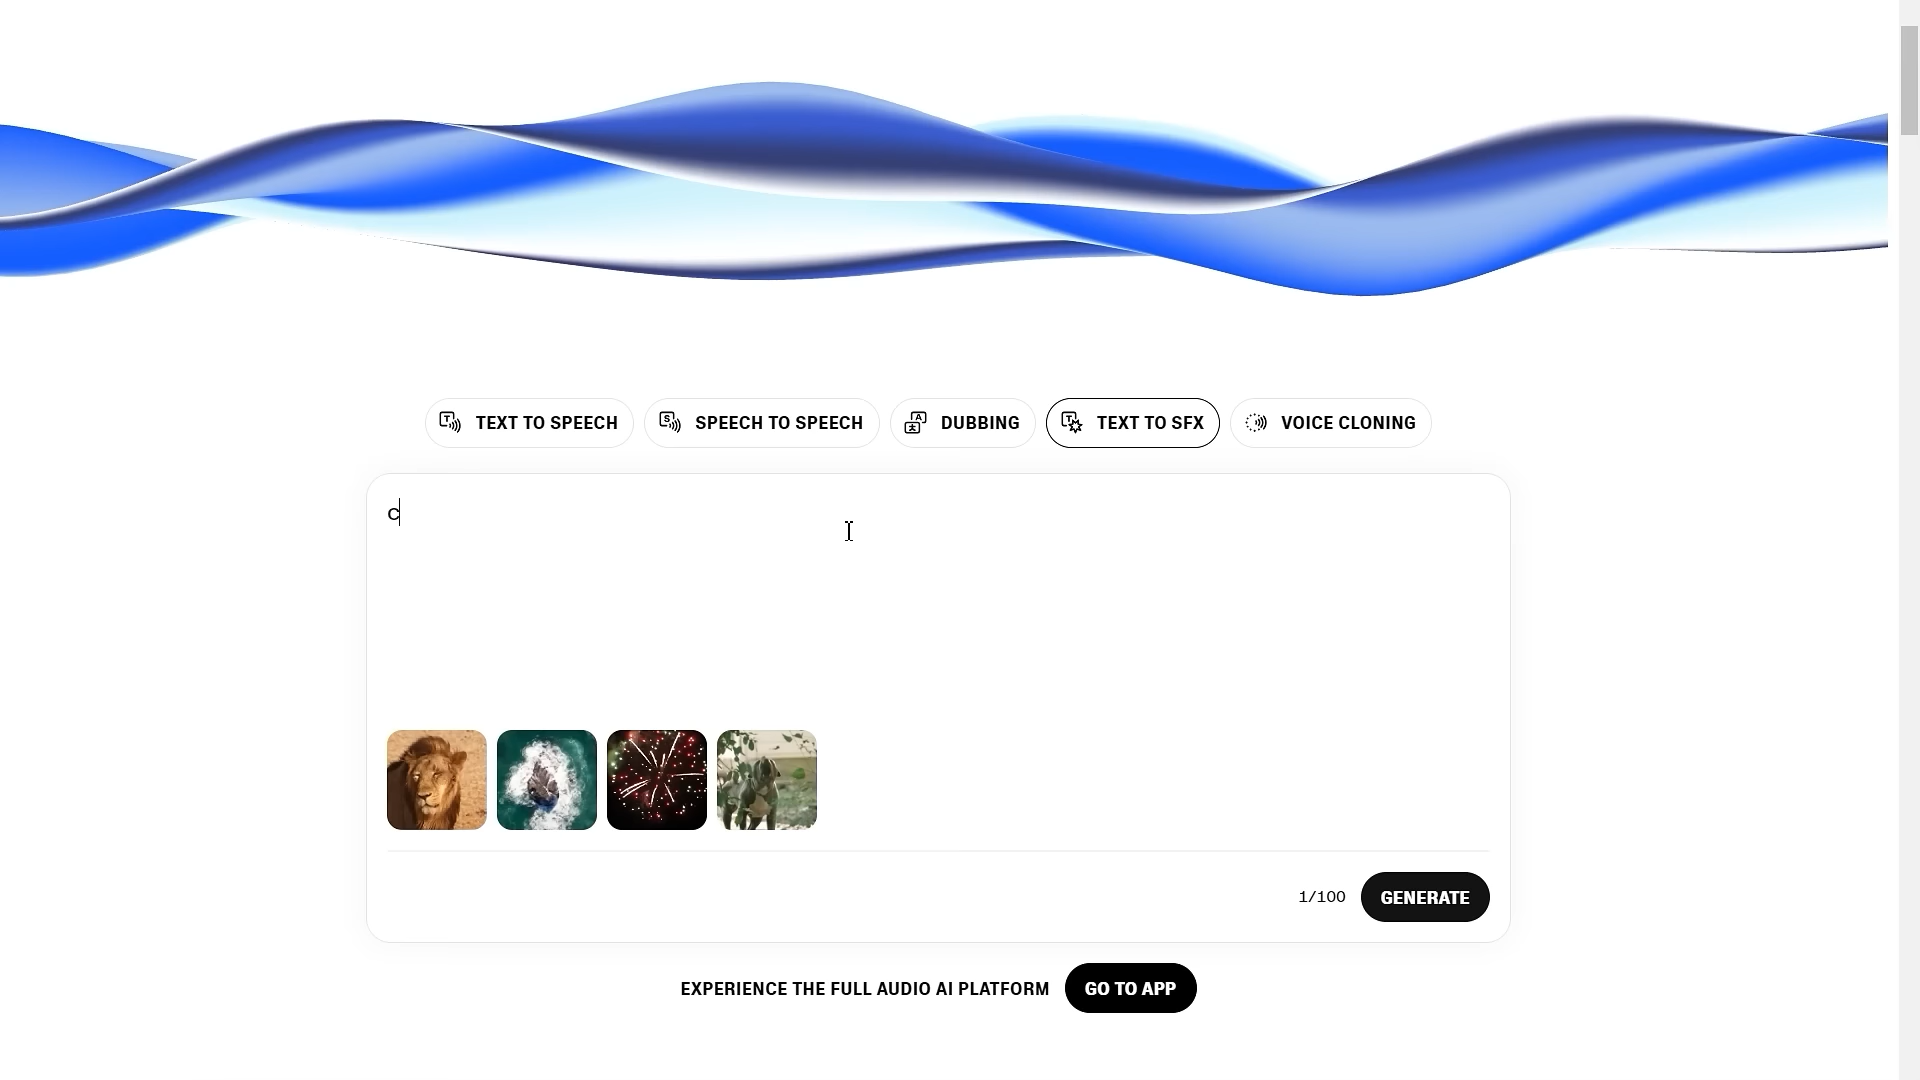 TEXT TO SPEECH
SPEECH TO SPEECH
DUBBING
TEXT TO SFX
VOICE CLONING
c
1/100
GENERATE
EXPERIENCE THE FULL AUDIO AI PLATFORM
GO TO APP